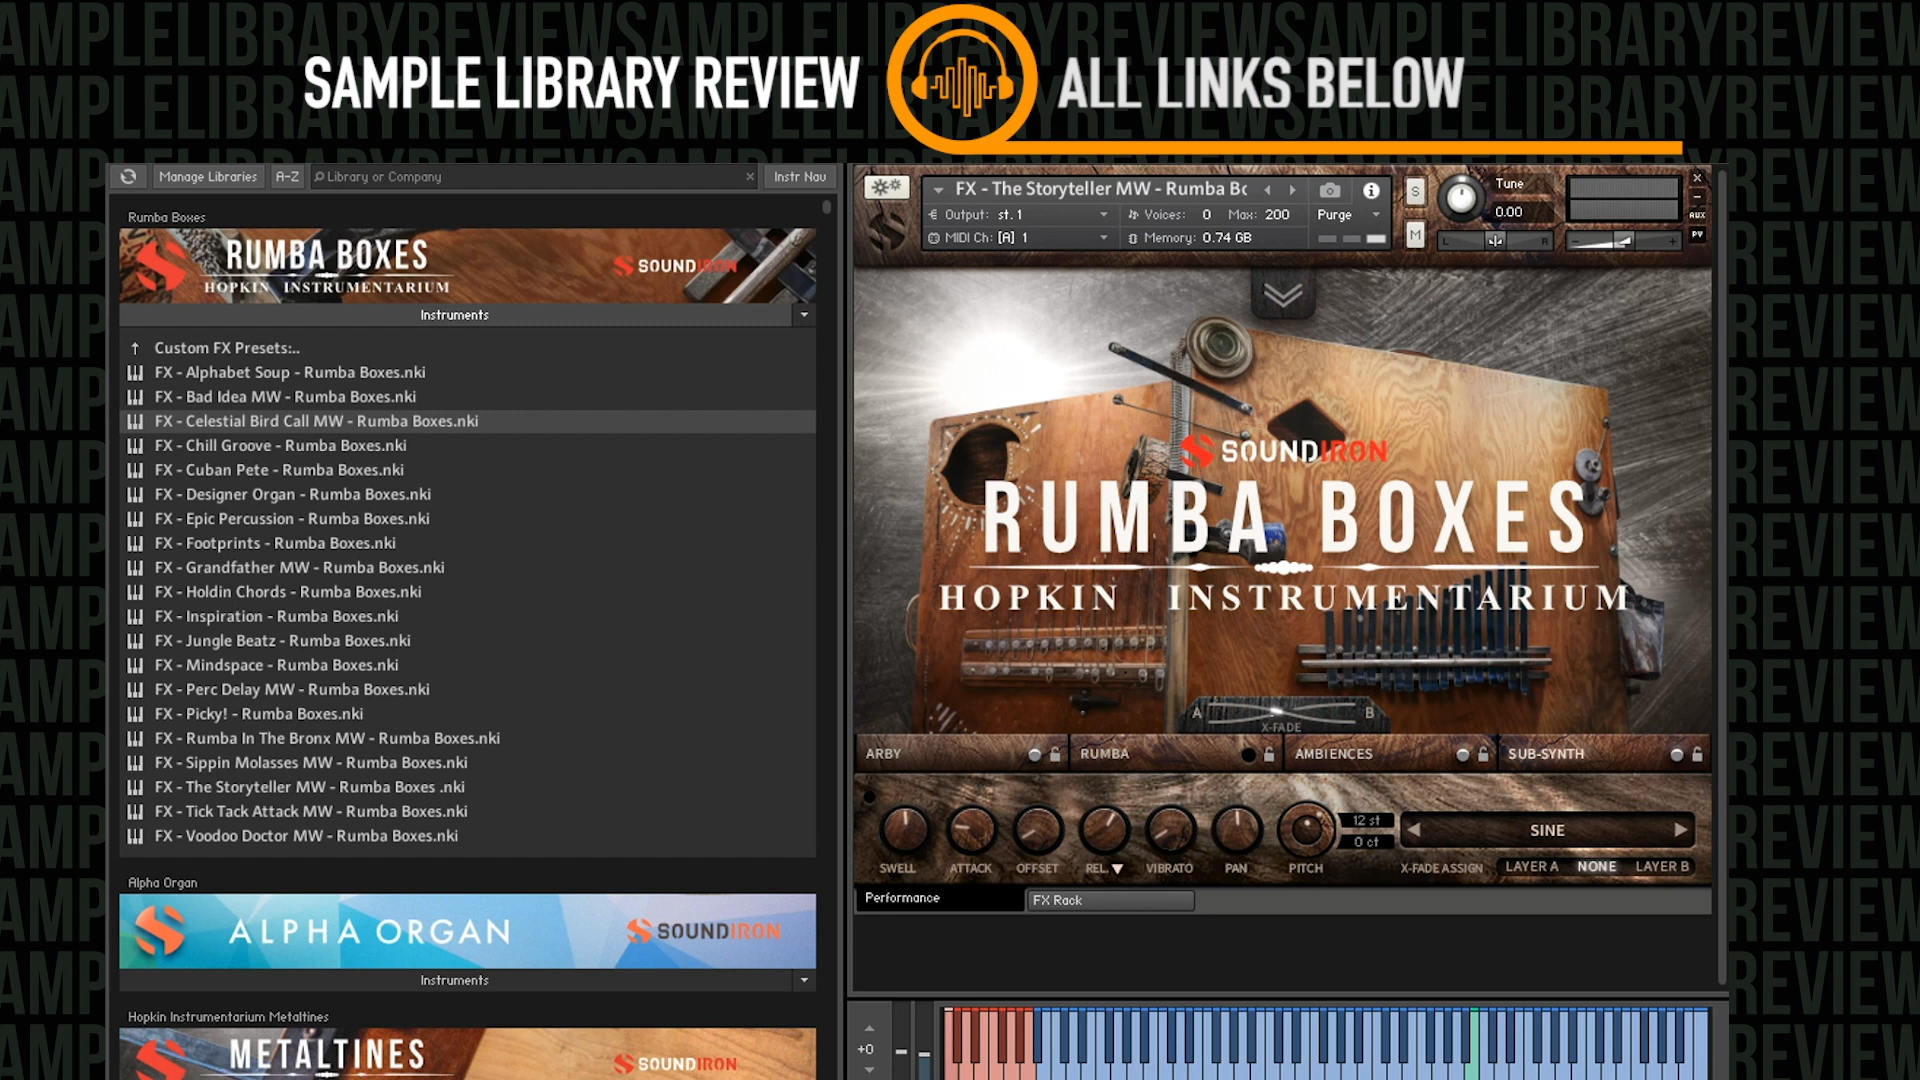 SAMPLE LIBRARY REVIEW
ALL LINKS BELOW
Manage Libraries
A-Z
Library or Company
Instr Nav
Rumba Boxes
RUMBA BOXES
HOPKIN INSTRUMENTARIUM
SOUNDIRON
Instruments
Custom FX Presets:..
FX - Alphabet Soup - Rumba Boxes.nki
FX - Bad Idea MW - Rumba Boxes.nki
FX - Celestial Bird Call MW - Rumba Boxes.nki
FX - Chill Groove - Rumba Boxes.nki
FX - Cuban Pete - Rumba Boxes.nki
FX - Designer Organ - Rumba Boxes.nki
FX - Epic Percussion - Rumba Boxes.nki
FX - Footprints - Rumba Boxes.nki
FX - Grandfather MW - Rumba Boxes.nki
FX - Holdin Chords - Rumba Boxes.nki
FX - Inspiration - Rumba Boxes.nki
FX - Jungle Beatz - Rumba Boxes.nki
FX - Mindspace - Rumba Boxes.nki
FX - Perc Delay MW - Rumba Boxes.nki
FX - Picky! - Rumba Boxes.nki
FX - Rumba In The Bronx MW - Rumba Boxes.nki
FX - Sippin Molasses MW - Rumba Boxes.nki
FX - The Storyteller MW - Rumba Boxes .nki
FX - Tick Tack Attack MW - Rumba Boxes.nki
FX - Voodoo Doctor MW - Rumba Boxes.nki
Alpha Organ
ALPHA ORGAN
SOUNDIRON
Instruments
Hopkin Instrumentarium Metaltines
METALTINES
SOUNDIRON
FX - The Storyteller MW - Rumba Bo
Output: st.1
Voices: 0 Max: 200
Purge
MIDI Ch: [A] 1
Memory: 0.74 GB
S
M
Tune
0.00
L
R
AUX
PV
SOUNDIRON
RUMBA BOXES
HOPKIN INSTRUMENTARIUM
A
B
X-FADE
ARBY
RUMBA
AMBIENCES
SUB-SYNTH
SWELL
ATTACK
OFFSET
REL.
VIBRATO
PAN
PITCH
12 st
0 ct
SINE
X-FADE ASSIGN
LAYER A
NONE
LAYER B
Performance
FX Rack
+0